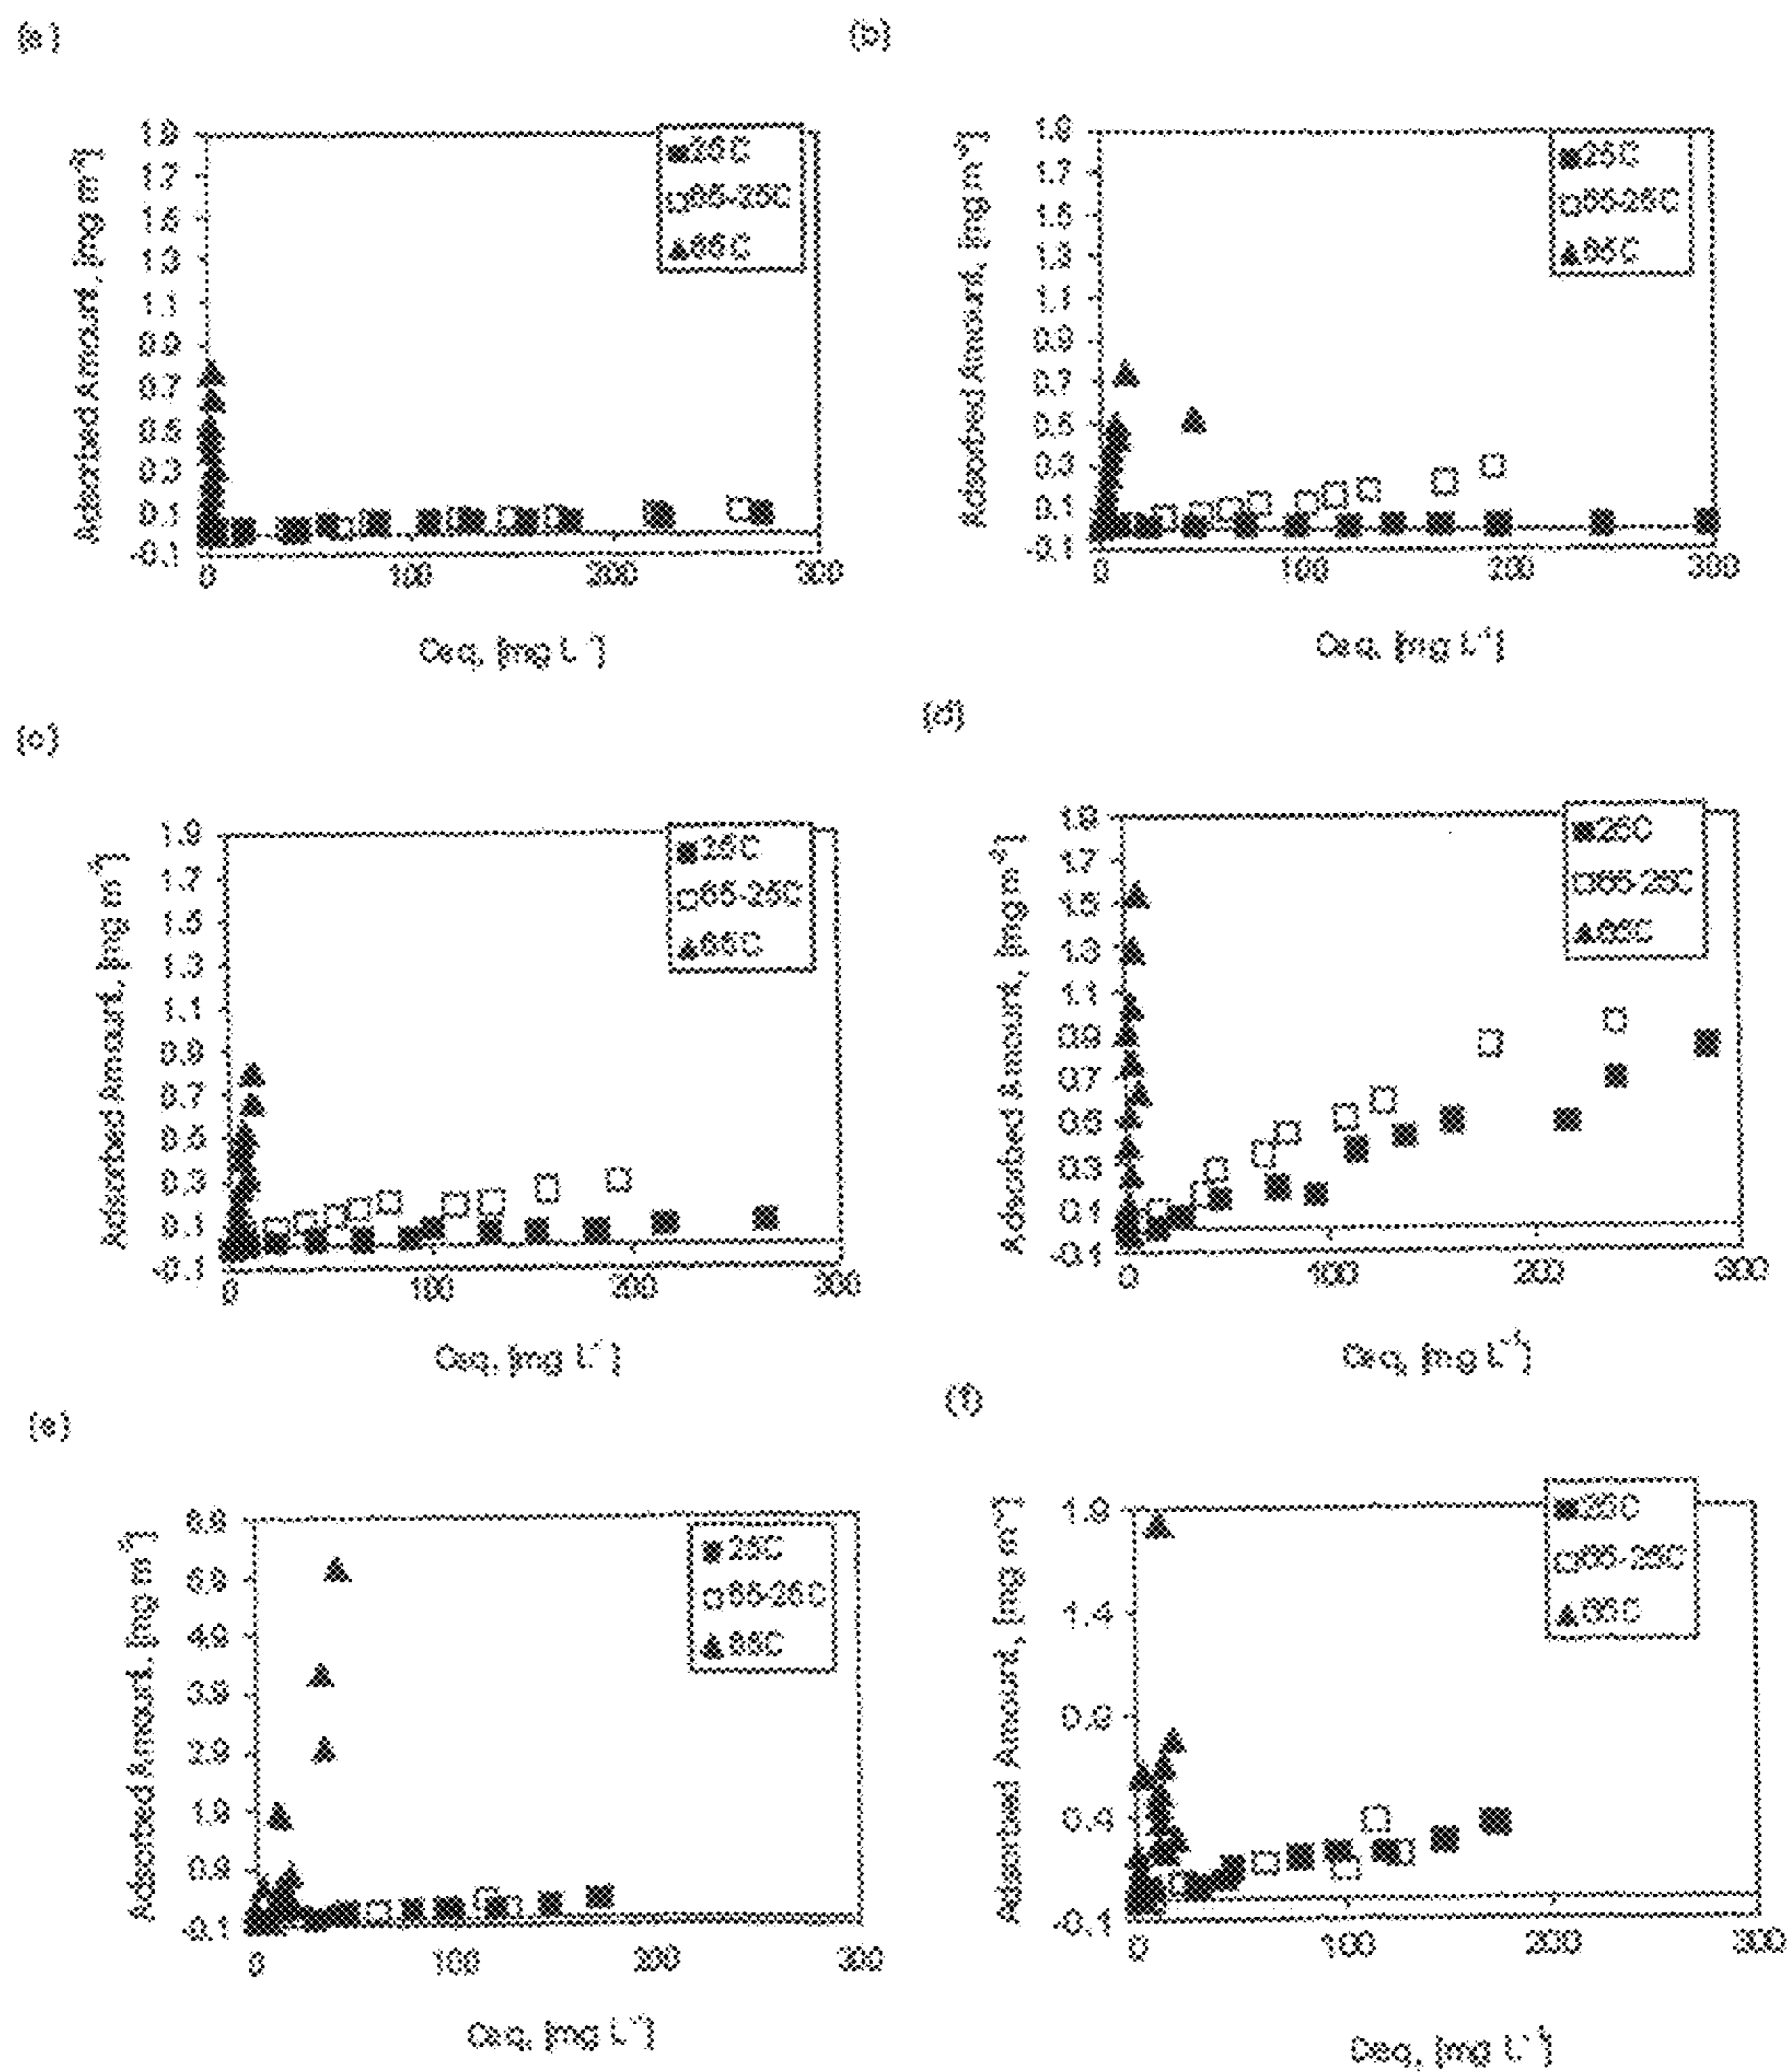 (a)
(b)
Adsorbed Amount, [mg m⁻²]
1.9
1.7
1.5
1.3
1.1
0.9
0.7
0.5
0.3
0.1
-0.1
0
100
200
300
25C
65-25C
65C
Ceq, [mg L⁻¹]
Adsorbed Amount, [mg m⁻²]
1.9
1.7
1.5
1.3
1.1
0.9
0.7
0.5
0.3
0.1
-0.1
0
100
200
300
25C
65-25C
65C
Ceq, [mg L⁻¹]
(c)
(d)
Adsorbed Amount, [mg m⁻²]
1.9
1.7
1.5
1.3
1.1
0.9
0.7
0.5
0.3
0.1
-0.1
0
100
200
300
25C
65-25C
65C
Ceq, [mg L⁻¹]
Adsorbed Amount, [mg m⁻²]
1.9
1.7
1.5
1.3
1.1
0.9
0.7
0.5
0.3
0.1
-0.1
0
100
200
300
25C
65-25C
65C
Ceq, [mg L⁻¹]
(e)
(f)
Adsorbed Amount, [mg m⁻²]
5.9
4.9
3.9
2.9
1.9
0.9
-0.1
0
100
200
300
25C
65-25C
65C
Ceq, [mg L⁻¹]
Adsorbed Amount, [mg m⁻²]
1.9
1.4
0.9
0.4
-0.1
0
100
200
300
25C
65-25C
65C
Ceq, [mg L⁻¹]